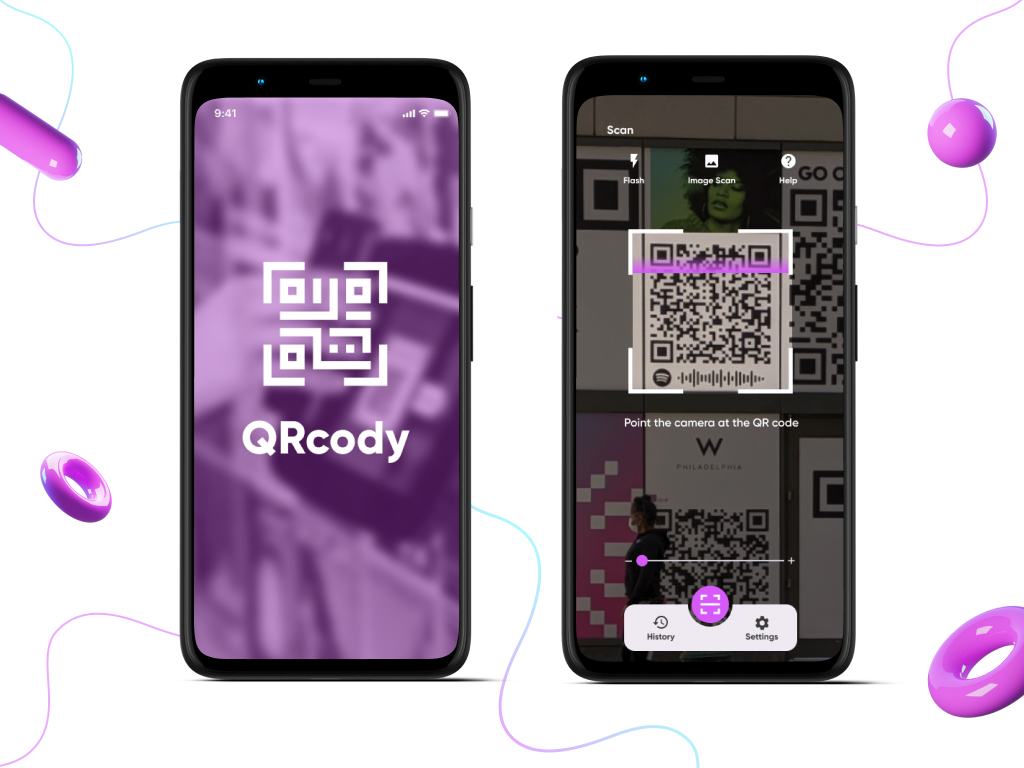 9:41
QRcody
Scan
Flash
Image Scan
Help
GO
Point the camera at the QR code
W
PHILADELPHIA
History
Settings